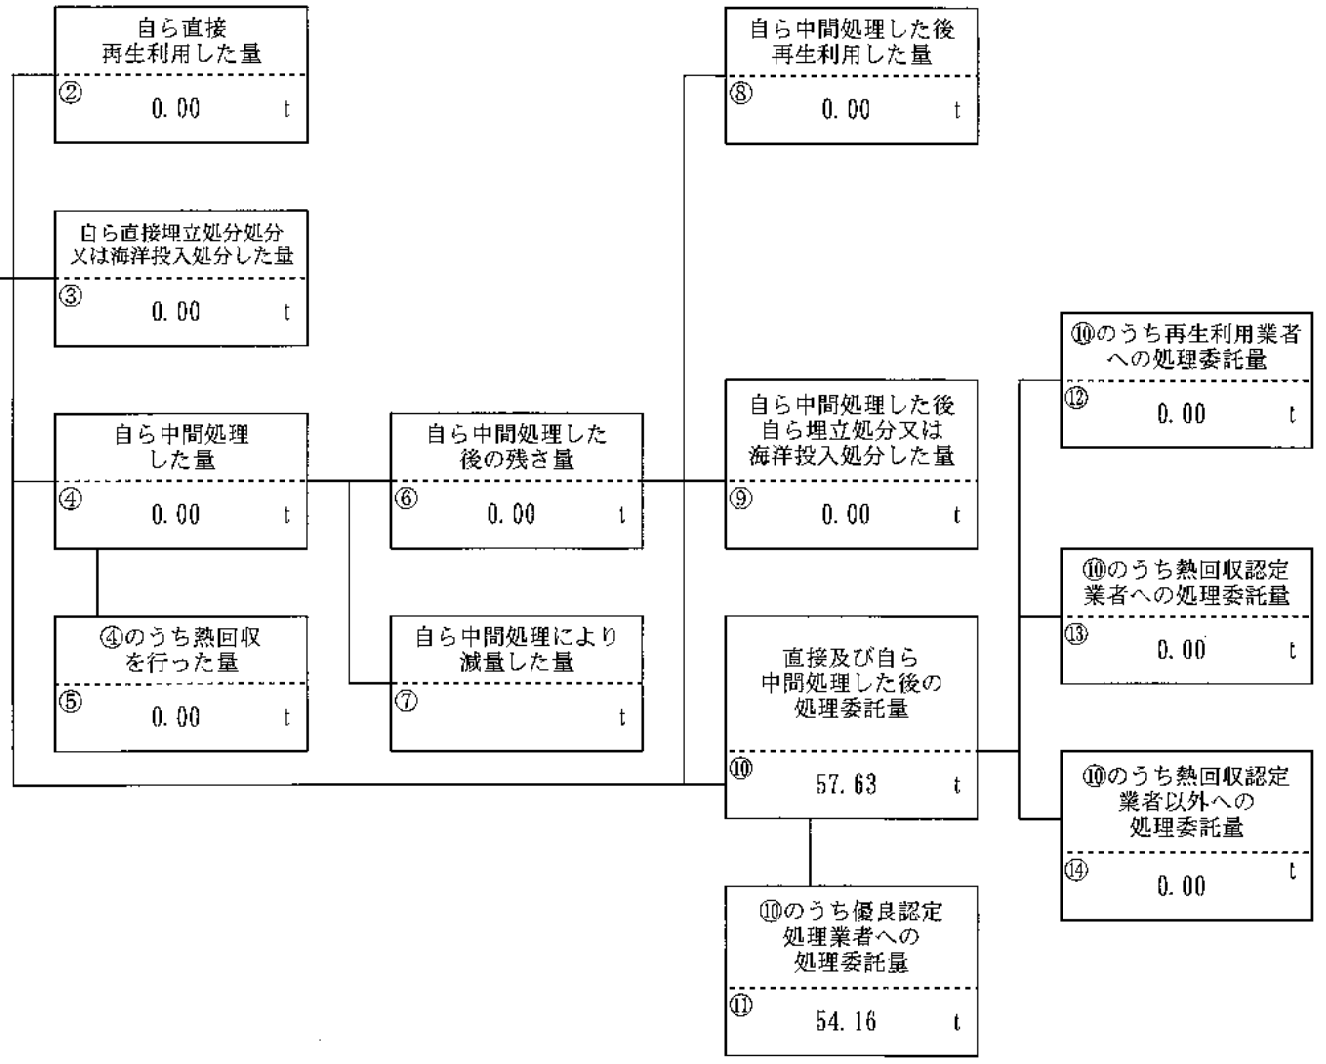 自ら直接
再生利用した量
② 0.00 t
自ら直接埋立処分処分
又は海洋投入処分した量
③ 0.00 t
自ら中間処理
した量
④ 0.00 t
④のうち熱回収
を行った量
⑤ 0.00 t
自ら中間処理した
後の残さ量
⑥ 0.00 t
自ら中間処理により
減量した量
⑦ t
自ら中間処理した後
再生利用した量
⑧ 0.00 t
自ら中間処理した後
自ら埋立処分又は
海洋投入処分した量
⑨ 0.00 t
直接及び自ら
中間処理した後の
処理委託量
⑩ 57.63 t
⑩のうち優良認定
処理業者への
処理委託量
⑪ 54.16 t
⑩のうち再生利用業者
への処理委託量
⑫ 0.00 t
⑩のうち熱回収認定
業者への処理委託量
⑬ 0.00 t
⑩のうち熱回収認定
業者以外への
処理委託量
⑭ 0.00 t